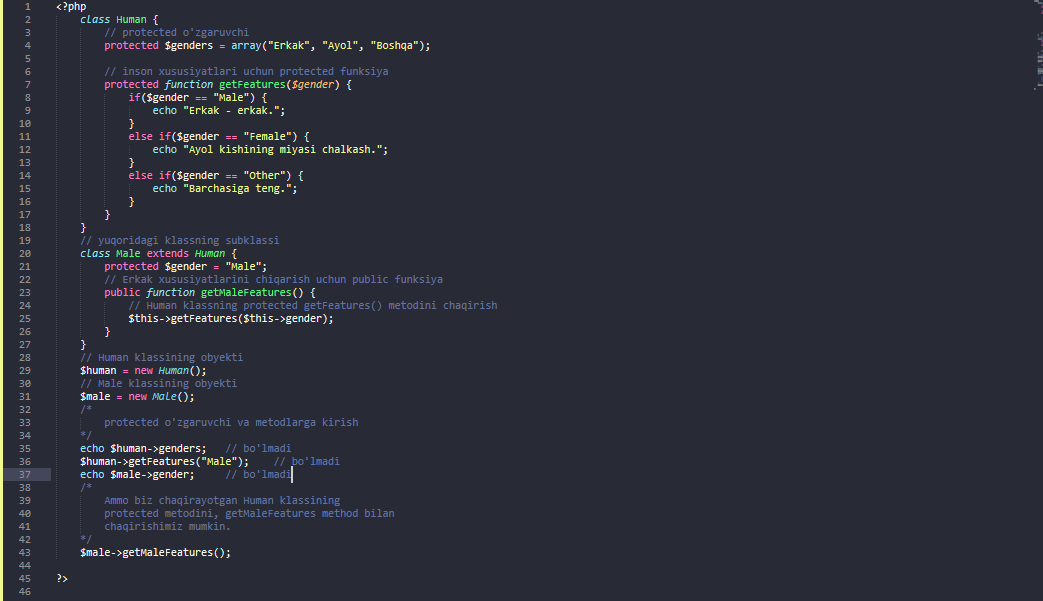 1 <?php
2 class Human {
3 // protected o'zgaruvchi
4 protected $genders = array("Erkak", "Ayol", "Boshqa");
5
6 // inson xususiyatlari uchun protected funksiya
7 protected function getFeatures($gender) {
8 if($gender == "Male") {
9 echo "Erkak - erkak.";
10 }
11 else if($gender == "Female") {
12 echo "Ayol kishining miyasi chalkash.";
13 }
14 else if($gender == "Other") {
15 echo "Barchasiga teng.";
16 }
17 }
18 }
19 // yuqoridagi klassning subklassi
20 class Male extends Human {
21 protected $gender = "Male";
22 // Erkak xususiyatlarini chiqarish uchun public funksiya
23 public function getMaleFeatures() {
24 // Human klassning protected getFeatures() metodini chaqirish
25 $this->getFeatures($this->gender);
26 }
27 }
28 // Human klassining obyekti
29 $human = new Human();
30 // Male klassining obyekti
31 $male = new Male();
32 /*
33 protected o'zgaruvchi va metodlarga kirish
34 */
35 echo $human->genders; // bo'lmadi
36 $human->getFeatures("Male"); // bo'lmadi
37 echo $male->gender; // bo'lmadi
38 /*
39 Ammo biz chaqirayotgan Human klassining
40 protected metodini, getMaleFeatures method bilan
41 chaqirishimiz mumkin.
42 */
43 $male->getMaleFeatures();
44
45 ?>
46